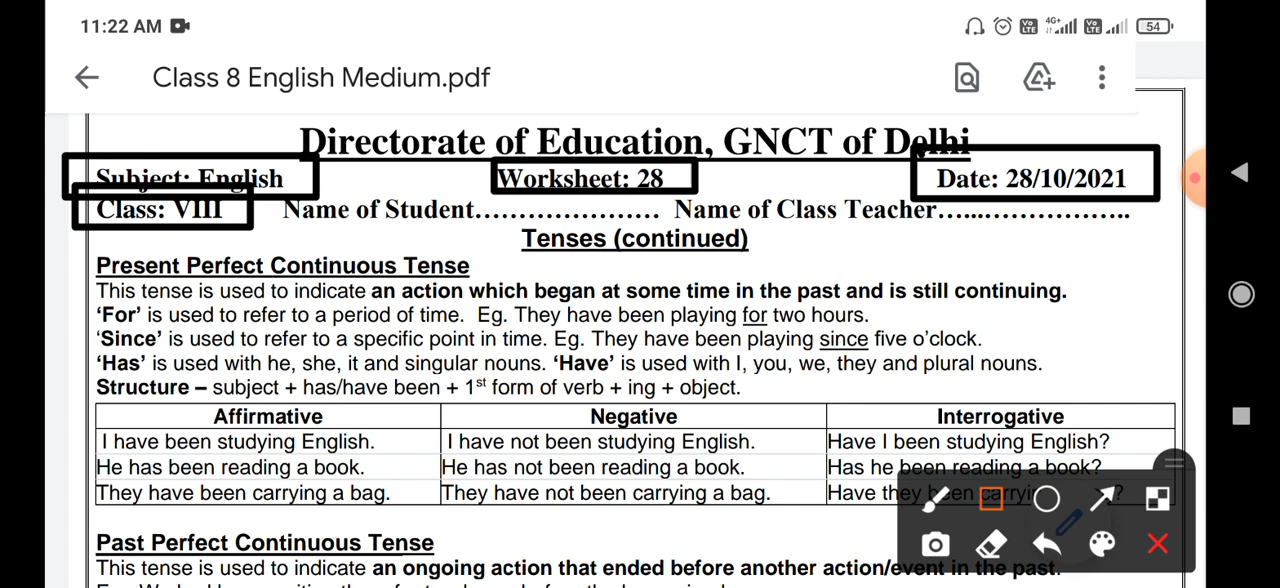 11:22 AM
4G+ Vo LTE Vo LTE 54
Class 8 English Medium.pdf
Directorate of Education, GNCT of Delhi
Subject: English Worksheet: 28 Date: 28/10/2021
Class: VIII Name of Student………………… Name of Class Teacher…...……………..
Tenses (continued)
Present Perfect Continuous Tense
This tense is used to indicate an action which began at some time in the past and is still continuing.
‘For’ is used to refer to a period of time. Eg. They have been playing for two hours.
‘Since’ is used to refer to a specific point in time. Eg. They have been playing since five o’clock.
‘Has’ is used with he, she, it and singular nouns. ‘Have’ is used with I, you, we, they and plural nouns.
Structure – subject + has/have been + 1st form of verb + ing + object.
Affirmative Negative Interrogative
I have been studying English. I have not been studying English. Have I been studying English?
He has been reading a book. He has not been reading a book. Has he been reading a book?
They have been carrying a bag. They have not been carrying a bag. Have they been ?
Past Perfect Continuous Tense
This tense is used to indicate an ongoing action that ended before another action/event in the past.